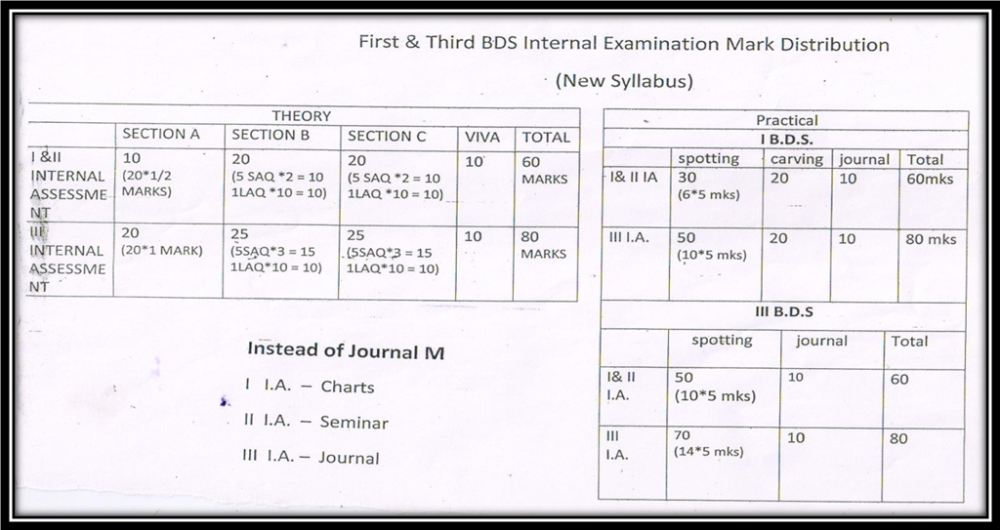 First & Third BDS Internal Examination Mark Distribution
(New Syllabus)
THEORY
SECTION A SECTION B SECTION C VIVA TOTAL
I &II 10 20 20 10 60
INTERNAL (20*1/2 (5 SAQ *2 = 10 (5 SAQ *2 = 10 MARKS
ASSESSME MARKS) 1LAQ *10 = 10) 1LAQ *10 = 10)
NT
III 20 25 25 10 80
INTERNAL (20*1 MARK) (5SAQ*3 = 15 (5SAQ*3 = 15 MARKS
ASSESSME 1LAQ*10 = 10) 1LAQ*10 = 10)
NT
Instead of Journal M
I I.A. – Charts
II I.A. – Seminar
III I.A. – Journal
Practical
I B.D.S.
spotting carving journal Total
I& II IA 30 20 10 60mks
(6*5 mks)
III I.A. 50 20 10 80 mks
(10*5 mks)
III B.D.S
spotting journal Total
I& II 50 10 60
I.A. (10*5 mks)
III 70 10 80
I.A. (14*5 mks)